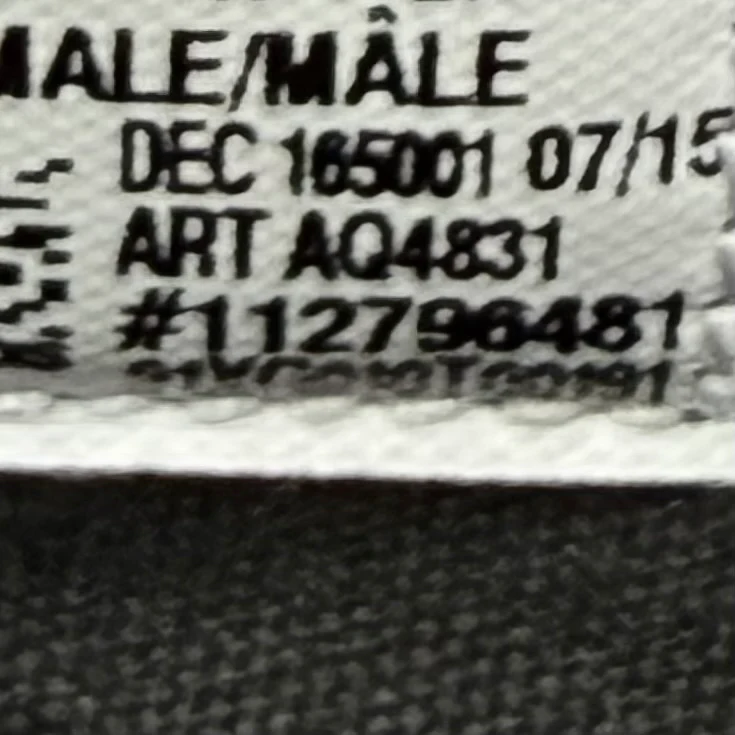 MALE/MÂLE
DEC 165001 07/15
ART AQ4831
#112796481